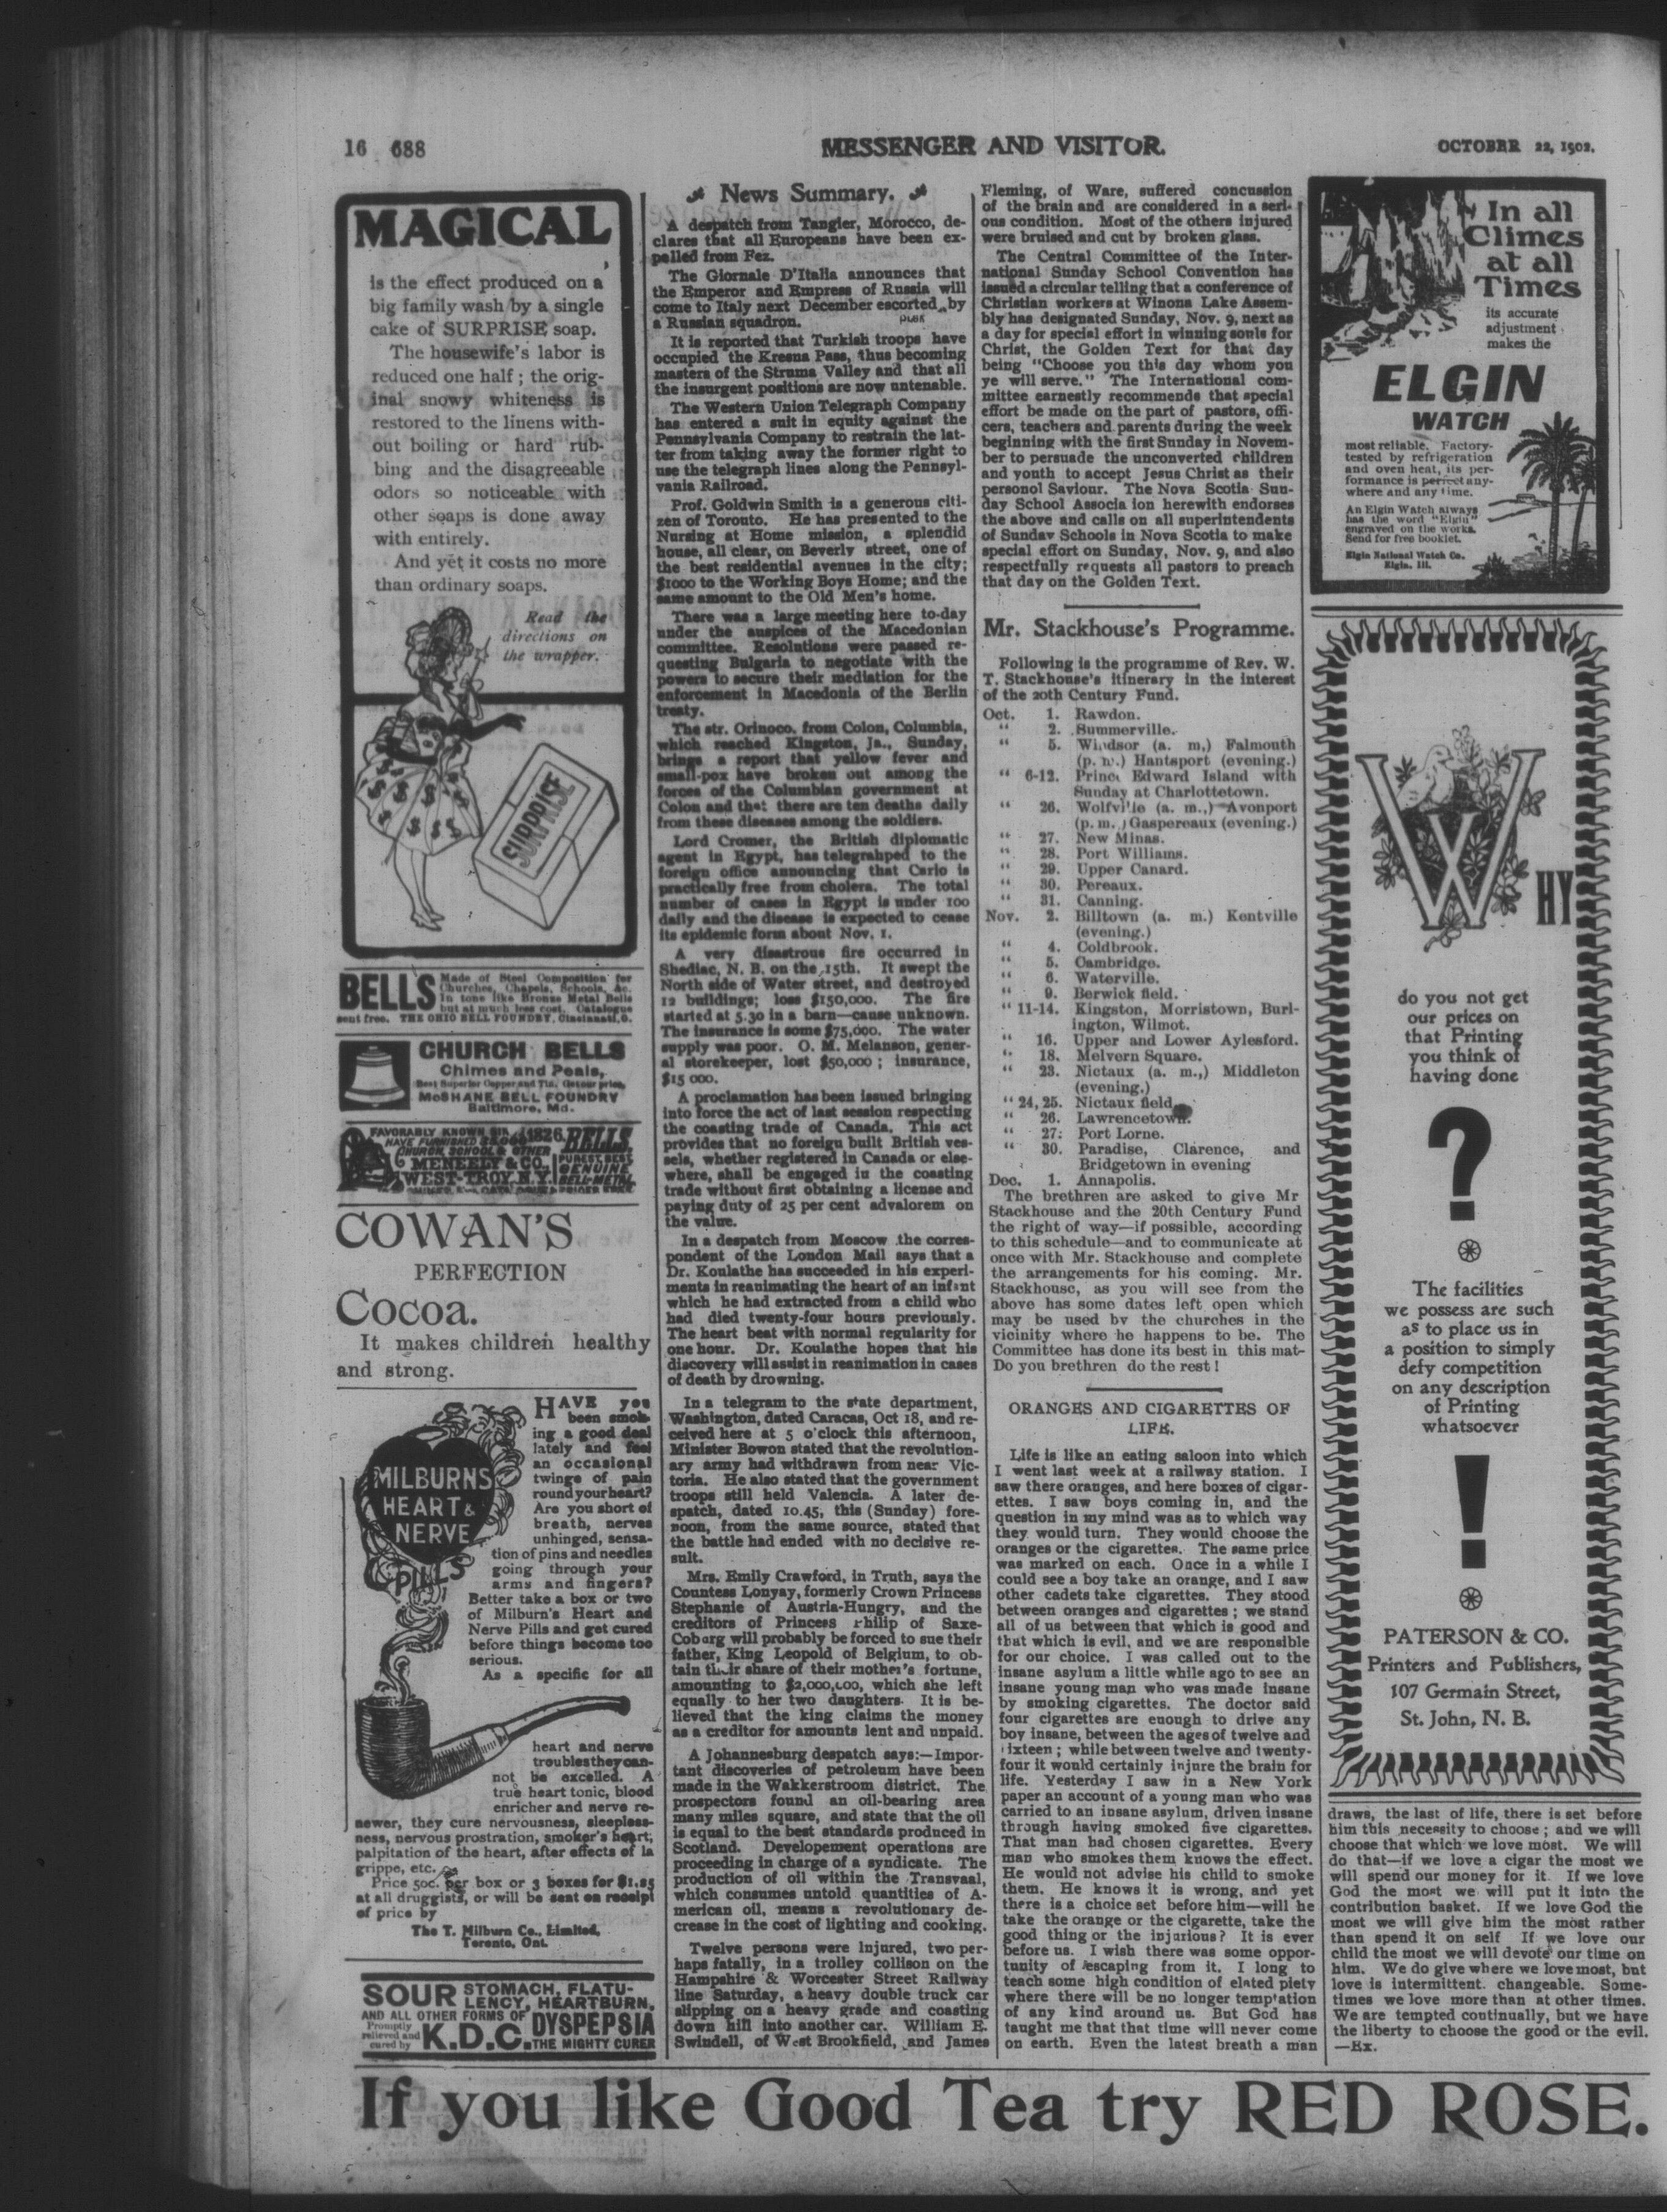 16 688
MESSENGER AND VISITOR.
OCTOBER 22, 1902.
MAGICAL
is the effect produced on a
big family wash by a single
cake of SURPRISE soap.
The housewife's labor is
reduced one half ; the orig-
inal snowy whiteness is
restored to the linens with-
out boiling or hard rub-
bing and the disagreeable
odors so noticeable with
other soaps is done away
with entirely.
And yet it costs no more
than ordinary soaps.
Read the
directions on
the wrapper.
SURPRISE
BELLS
Made of Steel Composition for
Churches, Chapels, Schools, &c.
In tone like Bronze Metal Bells
but at much less cost. Catalogue
sent free. THE OHIO BELL FOUNDRY, Cincinnati, O.
CHURCH BELLS
Chimes and Peals,
Best Superior Copper and Tin. Get our price.
McSHANE BELL FOUNDRY
Baltimore, Md.
FAVORABLY KNOWN SINCE 1826. BELLS.
HAVE FURNISHED 35,000
CHURCH, SCHOOL & OTHER
MENEELY & CO.,
WEST-TROY, N.Y.
PUREST, BEST,
GENUINE
BELL-METAL
COWAN'S
PERFECTION
Cocoa.
It makes children healthy
and strong.
MILBURNS
HEART &
NERVE
PILLS
HAVE you
been smok-
ing a good deal
lately and feel
an occasional
twinge of pain
round your heart?
Are you short of
breath, nerves
unhinged, sensa-
tion of pins and needles
going through your
arms and fingers?
Better take a box or two
of Milburn's Heart and
Nerve Pills and get cured
before things become too
serious.
As a specific for all
heart and nerve
troubles they can-
not be excelled. A
true heart tonic, blood
enricher and nerve re-
newer, they cure nervousness, sleepless-
ness, nervous prostration, smoker's heart,
palpitation of the heart, after effects of la
grippe, etc.
Price 50c. per box or 3 boxes for $1.25
at all druggists, or will be sent on receipt
of price by
The T. Milburn Co., Limited,
Toronto, Ont.
SOUR STOMACH, FLATU-
LENCY, HEARTBURN,
AND ALL OTHER FORMS OF DYSPEPSIA
Promptly
relieved and
cured by K.D.C. THE MIGHTY CURER
News Summary.
A despatch from Tangier, Morocco, de-
clares that all Europeans have been ex-
pelled from Fez.
The Giornale D'Italia announces that
the Emperor and Empress of Russia will
come to Italy next December escorted by
a Russian squadron.
It is reported that Turkish troops have
occupied the Kresna Pass, thus becoming
masters of the Struma Valley and that all
the insurgent positions are now untenable.
The Western Union Telegraph Company
has entered a suit in equity against the
Pennsylvania Company to restrain the lat-
ter from taking away the former right to
use the telegraph lines along the Pennsyl-
vania Railroad.
Prof. Goldwin Smith is a generous citi-
zen of Toronto. He has presented to the
Nursing at Home mission, a splendid
house, all clear, on Beverly street, one of
the best residential avenues in the city;
$1000 to the Working Boys Home; and the
same amount to the Old Men's home.
There was a large meeting here to-day
under the auspices of the Macedonian
committee. Resolutions were passed re-
questing Bulgaria to negotiate with the
powers to secure their mediation for the
enforcement in Macedonia of the Berlin
treaty.
The str. Orinoco, from Colon, Columbia,
which reached Kingston, Ja., Sunday,
brings a report that yellow fever and
small-pox have broken out among the
forces of the Columbian government at
Colon and that there are ten deaths daily
from these diseases among the soldiers.
Lord Cromer, the British diplomatic
agent in Egypt, has telegrahped to the
foreign office announcing that Cario is
practically free from cholera. The total
number of cases in Egypt is under 100
daily and the disease is expected to cease
its epidemic form about Nov. 1.
A very disastrous fire occurred in
Shediac, N. B. on the 15th. It swept the
North side of Water street, and destroyed
12 buildings; loss $150,000. The fire
started at 5.30 in a barn—cause unknown.
The insurance is some $75,000. The water
supply was poor. O. M. Melanson, gener-
al storekeeper, lost $50,000 ; insurance,
$15 000.
A proclamation has been issued bringing
into force the act of last session respecting
the coasting trade of Canada. This act
provides that no foreign built British ves-
sels, whether registered in Canada or else-
where, shall be engaged in the coasting
trade without first obtaining a license and
paying duty of 25 per cent advalorem on
the value.
In a despatch from Moscow the corres-
pondent of the London Mail says that a
Dr. Koulathe has succeeded in his experi-
ments in reanimating the heart of an infant
which he had extracted from a child who
had died twenty-four hours previously.
The heart beat with normal regularity for
one hour. Dr. Koulathe hopes that his
discovery will assist in reanimation in cases
of death by drowning.
In a telegram to the state department,
Washington, dated Caracas, Oct 18, and re-
ceived here at 5 o'clock this afternoon,
Minister Bowon stated that the revolution-
ary army had withdrawn from near Vic-
toria. He also stated that the government
troops still held Valencia. A later de-
spatch, dated 10.45, this (Sunday) fore-
noon, from the same source, stated that
the battle had ended with no decisive re-
sult.
Mrs. Emily Crawford, in Truth, says the
Countess Lonyay, formerly Crown Princess
Stephanie of Austria-Hungry, and the
creditors of Princess Philip of Saxe-
Coborg will probably be forced to sue their
father, King Leopold of Belgium, to ob-
tain their share of their mother's fortune,
amounting to $2,000,000, which she left
equally to her two daughters. It is be-
lieved that the king claims the money
as a creditor for amounts lent and unpaid.
A Johannesburg despatch says:—Impor-
tant discoveries of petroleum have been
made in the Wakkerstroom district. The
prospectors found an oil-bearing area
many miles square, and state that the oil
is equal to the best standards produced in
Scotland. Developement operations are
proceeding in charge of a syndicate. The
production of oil within the Transvaal,
which consumes untold quantities of A-
merican oil, means a revolutionary de-
crease in the cost of lighting and cooking.
Twelve persons were injured, two per-
haps fatally, in a trolley collison on the
Hampshire & Worcester Street Railway
line Saturday, a heavy double truck car
slipping on a heavy grade and coasting
down hill into another car. William E.
Swindell, of West Brookfield, and James
Fleming, of Ware, suffered concussion
of the brain and are considered in a seri-
ous condition. Most of the others injured
were bruised and cut by broken glass.
The Central Committee of the Inter-
national Sunday School Convention has
issued a circular telling that a conference of
Christian workers at Winona Lake Assem-
bly has designated Sunday, Nov. 9, next as
a day for special effort in winning souls for
Christ, the Golden Text for that day
being "Choose you this day whom you
ye will serve." The International com-
mittee earnestly recommends that special
effort be made on the part of pastors, offi-
cers, teachers and parents during the week
beginning with the first Sunday in Novem-
ber to persuade the unconverted children
and youth to accept Jesus Christ as their
personol Saviour. The Nova Scotia Sun-
day School Associa ion herewith endorses
the above and calls on all superintendents
of Sunday Schools in Nova Scotia to make
special effort on Sunday, Nov. 9, and also
respectfully requests all pastors to preach
that day on the Golden Text.
Mr. Stackhouse's Programme.
Following is the programme of Rev. W.
T. Stackhouse's itinerary in the interest
of the 20th Century Fund.
Oct. 1. Rawdon.
" 2. Summerville.
" 5. Windsor (a. m,) Falmouth
(p. m.) Hantsport (evening.)
" 6-12. Prince Edward Island with
Sunday at Charlottetown.
" 26. Wolfville (a. m.,) Avonport
(p. m.,) Gaspereaux (evening.)
" 27. New Minas.
" 28. Port Williams.
" 29. Upper Canard.
" 30. Pereaux.
" 31. Canning.
Nov. 2. Billtown (a. m.) Kentville
(evening.)
" 4. Coldbrook.
" 5. Cambridge.
" 6. Waterville.
" 9. Berwick field.
" 11-14. Kingston, Morristown, Burl-
ington, Wilmot.
" 16. Upper and Lower Aylesford.
" 18. Melvern Square.
" 23. Nictaux (a. m.,) Middleton
(evening.)
" 24, 25. Nictaux field.
" 26. Lawrencetown.
" 27. Port Lorne.
" 30. Paradise, Clarence, and
Bridgetown in evening
Dec. 1. Annapolis.
The brethren are asked to give Mr
Stackhouse and the 20th Century Fund
the right of way—if possible, according
to this schedule—and to communicate at
once with Mr. Stackhouse and complete
the arrangements for his coming. Mr.
Stackhouse, as you will see from the
above has some dates left open which
may be used by the churches in the
vicinity where he happens to be. The
Committee has done its best in this mat-
Do you brethren do the rest !
ORANGES AND CIGARETTES OF
LIFE.
Life is like an eating saloon into which
I went last week at a railway station. I
saw there oranges, and here boxes of cigar-
ettes. I saw boys coming in, and the
question in my mind was as to which way
they would turn. They would choose the
oranges or the cigarettes. The same price
was marked on each. Once in a while I
could see a boy take an orange, and I saw
other cadets take cigarettes. They stood
between oranges and cigarettes ; we stand
all of us between that which is good and
that which is evil, and we are responsible
for our choice. I was called out to the
insane asylum a little while ago to see an
insane young man who was made insane
by smoking cigarettes. The doctor said
four cigarettes are enough to drive any
boy insane, between the ages of twelve and
sixteen ; while between twelve and twenty-
four it would certainly injure the brain for
life. Yesterday I saw in a New York
paper an account of a young man who was
carried to an insane asylum, driven insane
through having smoked five cigarettes.
That man had chosen cigarettes. Every
man who smokes them knows the effect.
He would not advise his child to smoke
them. He knows it is wrong, and yet
there is a choice set before him—will he
take the orange or the cigarette, take the
good thing or the injurious? It is ever
before us. I wish there was some oppor-
tunity of escaping from it. I long to
teach some high condition of elated piety
where there will be no longer temptation
of any kind around us. But God has
taught me that that time will never come
on earth. Even the latest breath a man
In all
Climes
at all
Times
its accurate
adjustment
makes the
ELGIN
WATCH
most reliable. Factory-
tested by refrigeration
and oven heat, its per-
formance is perfect any-
where and any time.
An Elgin Watch always
has the word "Elgin"
engraved on the works.
Send for free booklet.
Elgin National Watch Co.
Elgin, Ill.
WHY
do you not get
our prices on
that Printing
you think of
having done
?
The facilities
we possess are such
as to place us in
a position to simply
defy competition
on any description
of Printing
whatsoever
!
PATERSON & CO.
Printers and Publishers,
107 Germain Street,
St. John, N. B.
draws, the last of life, there is set before
him this necessity to choose ; and we will
choose that which we love most. We will
do that—if we love a cigar the most we
will spend our money for it. If we love
God the most we will put it into the
contribution basket. If we love God the
most we will give him the most rather
than spend it on self If we love our
child the most we will devote our time on
him. We do give where we love most, but
love is intermittent. changeable. Some-
times we love more than at other times.
We are tempted continually, but we have
the liberty to choose the good or the evil.
—Ex.
If you like Good Tea try RED ROSE.